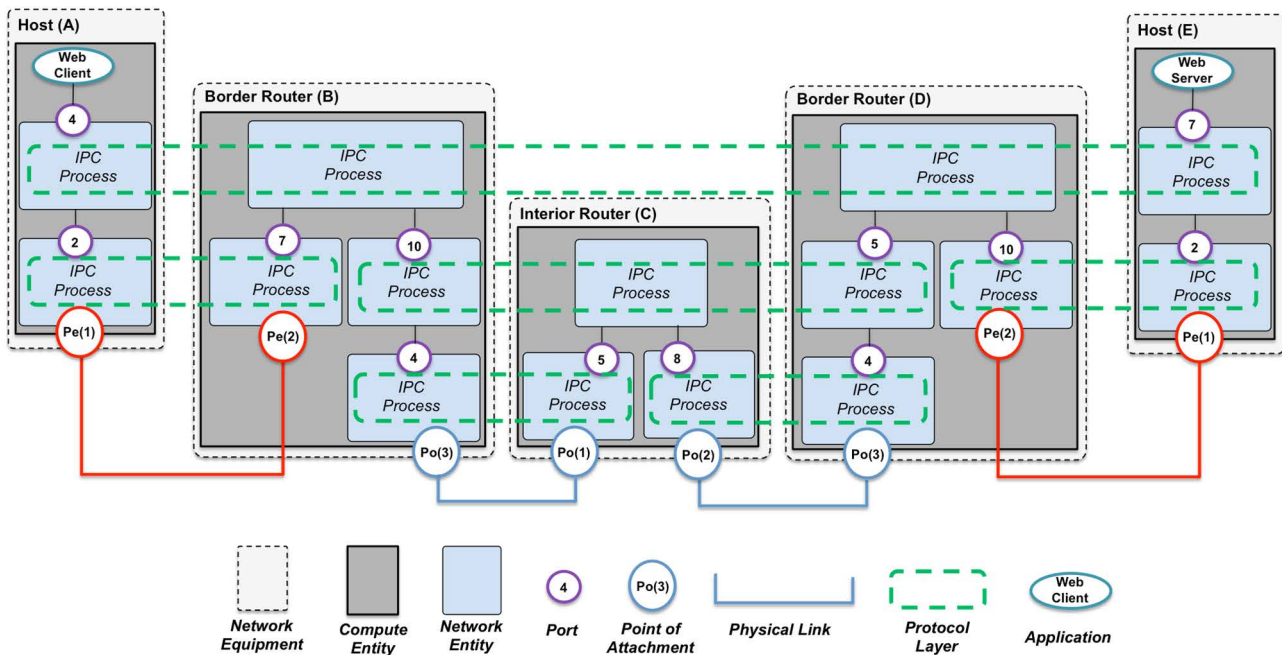 Host (A)
Web
Client
4
IPC
Process
2
IPC
Process
Pe(1)
Border Router (B)
IPC
Process
7
IPC
Process
Pe(2)
10
IPC
Process
4
IPC
Process
Po(3)
Interior Router (C)
IPC
Process
5
IPC
Process
Po(1)
8
IPC
Process
Po(2)
Border Router (D)
IPC
Process
5
IPC
Process
10
IPC
Process
Pe(2)
4
IPC
Process
Po(3)
Host (E)
Web
Server
7
IPC
Process
2
IPC
Process
Pe(1)
Network
Equipment
Compute
Entity
Network
Entity
4
Port
Po(3)
Point of
Attachment
Physical Link
Protocol
Layer
Web
Client
Application